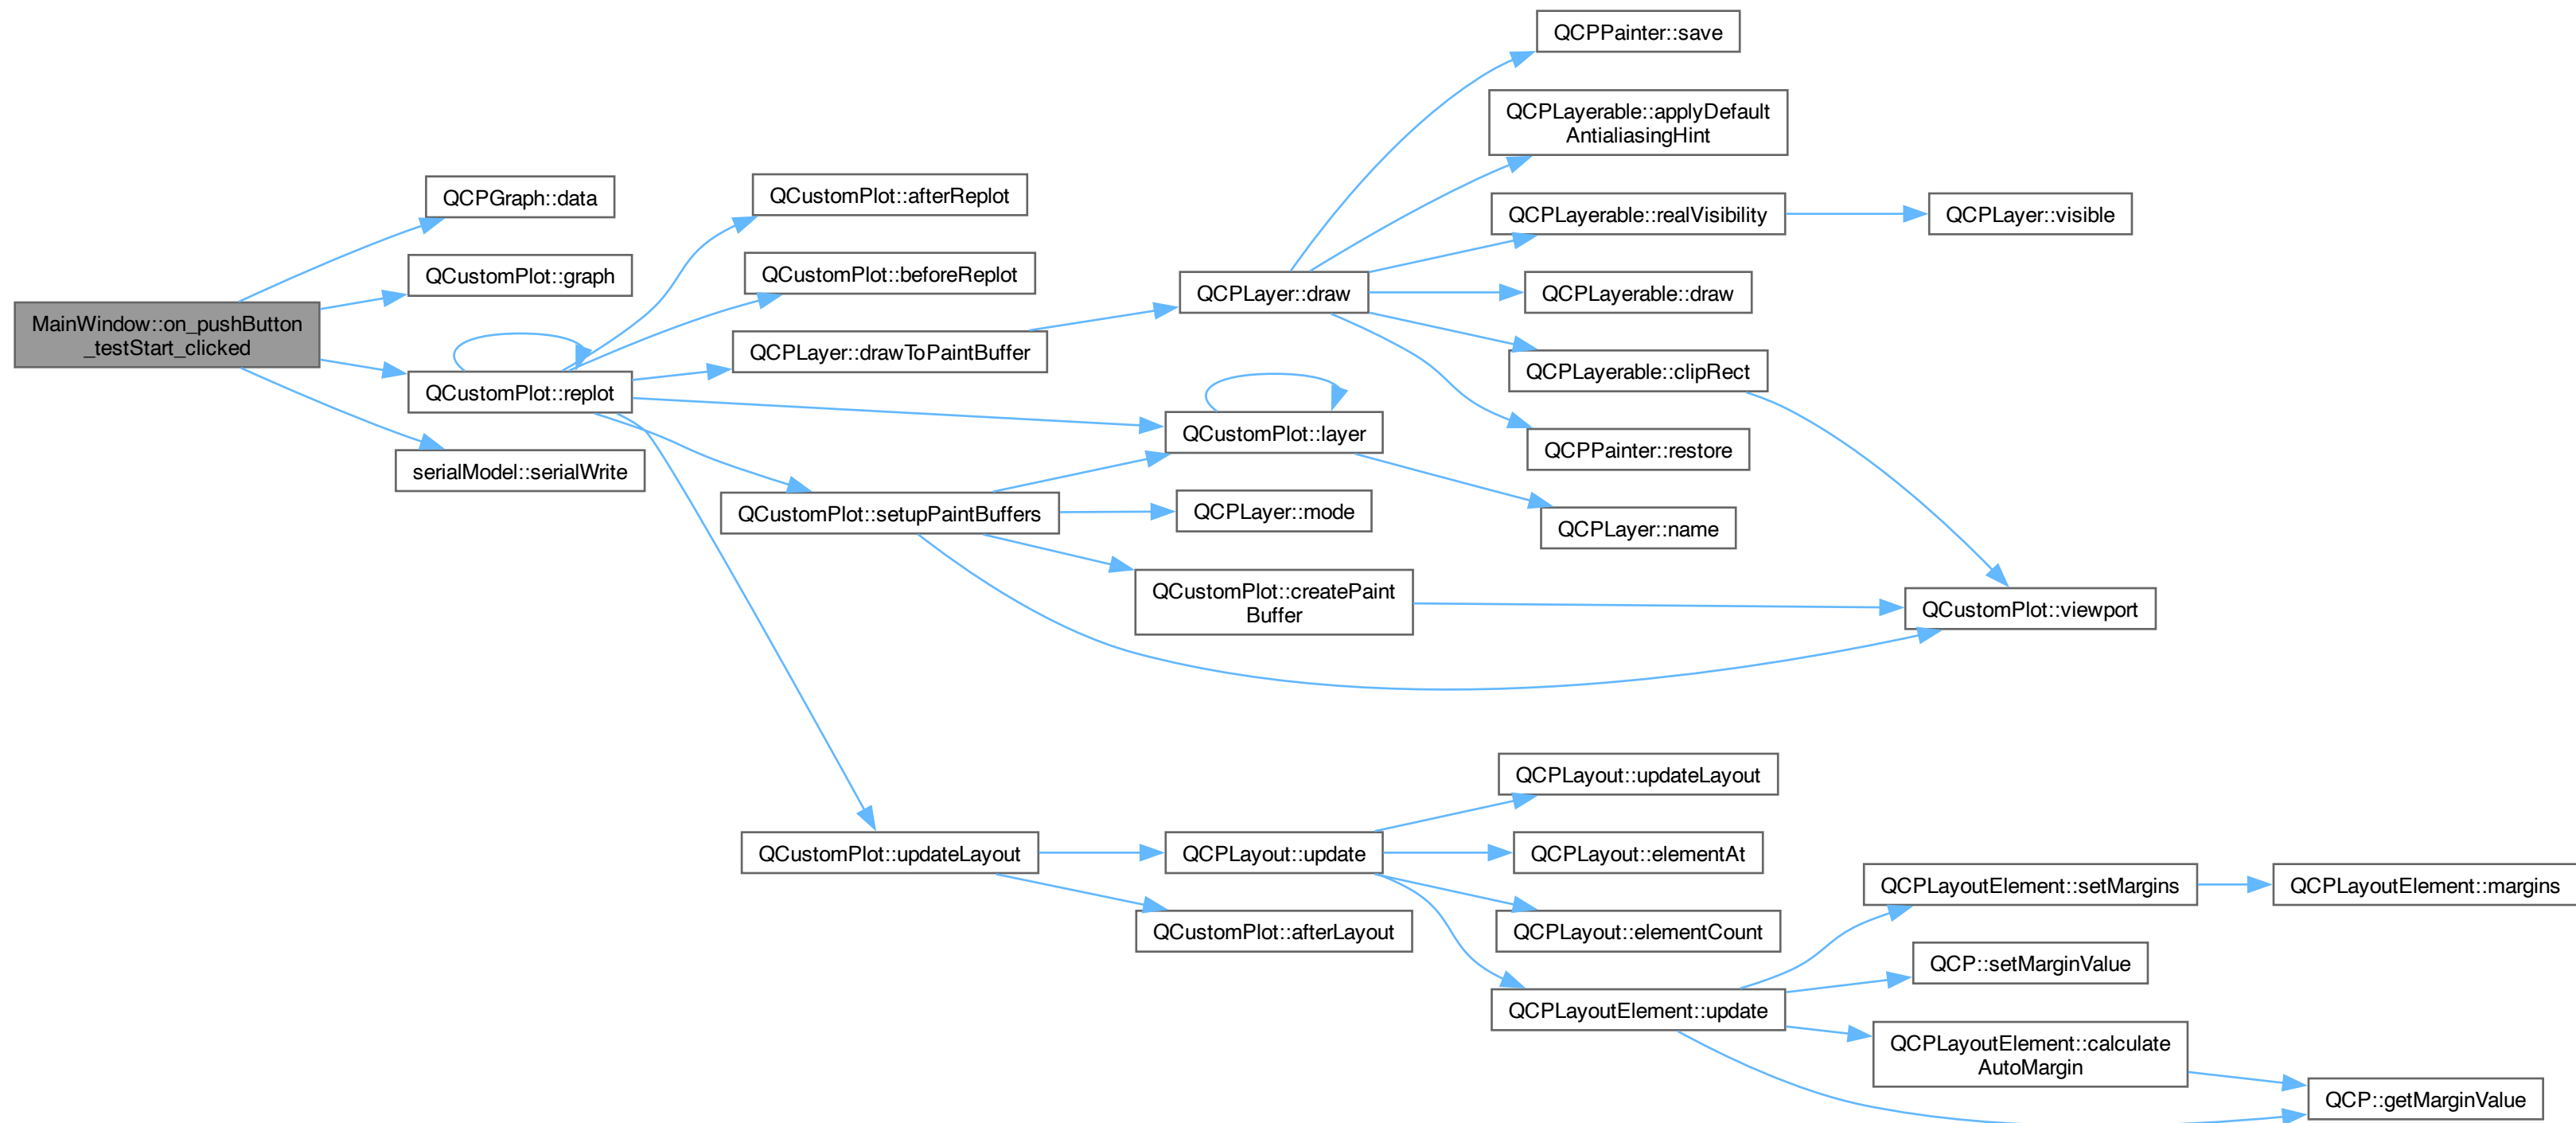 MainWindow::on_pushButton
_testStart_clicked
QCPGraph::data
QCustomPlot::graph
QCustomPlot::replot
serialModel::serialWrite
QCustomPlot::afterReplot
QCustomPlot::beforeReplot
QCPLayer::drawToPaintBuffer
QCustomPlot::setupPaintBuffers
QCustomPlot::updateLayout
QCPLayer::draw
QCustomPlot::layer
QCPLayer::mode
QCustomPlot::createPaint
Buffer
QCPLayout::update
QCustomPlot::afterLayout
QCPPainter::save
QCPLayerable::applyDefault
AntialiasingHint
QCPLayerable::realVisibility
QCPLayerable::draw
QCPLayerable::clipRect
QCPPainter::restore
QCPLayer::name
QCPLayout::updateLayout
QCPLayout::elementAt
QCPLayout::elementCount
QCPLayoutElement::update
QCPLayer::visible
QCustomPlot::viewport
QCPLayoutElement::setMargins
QCP::setMarginValue
QCPLayoutElement::calculate
AutoMargin
QCPLayoutElement::margins
QCP::getMarginValue